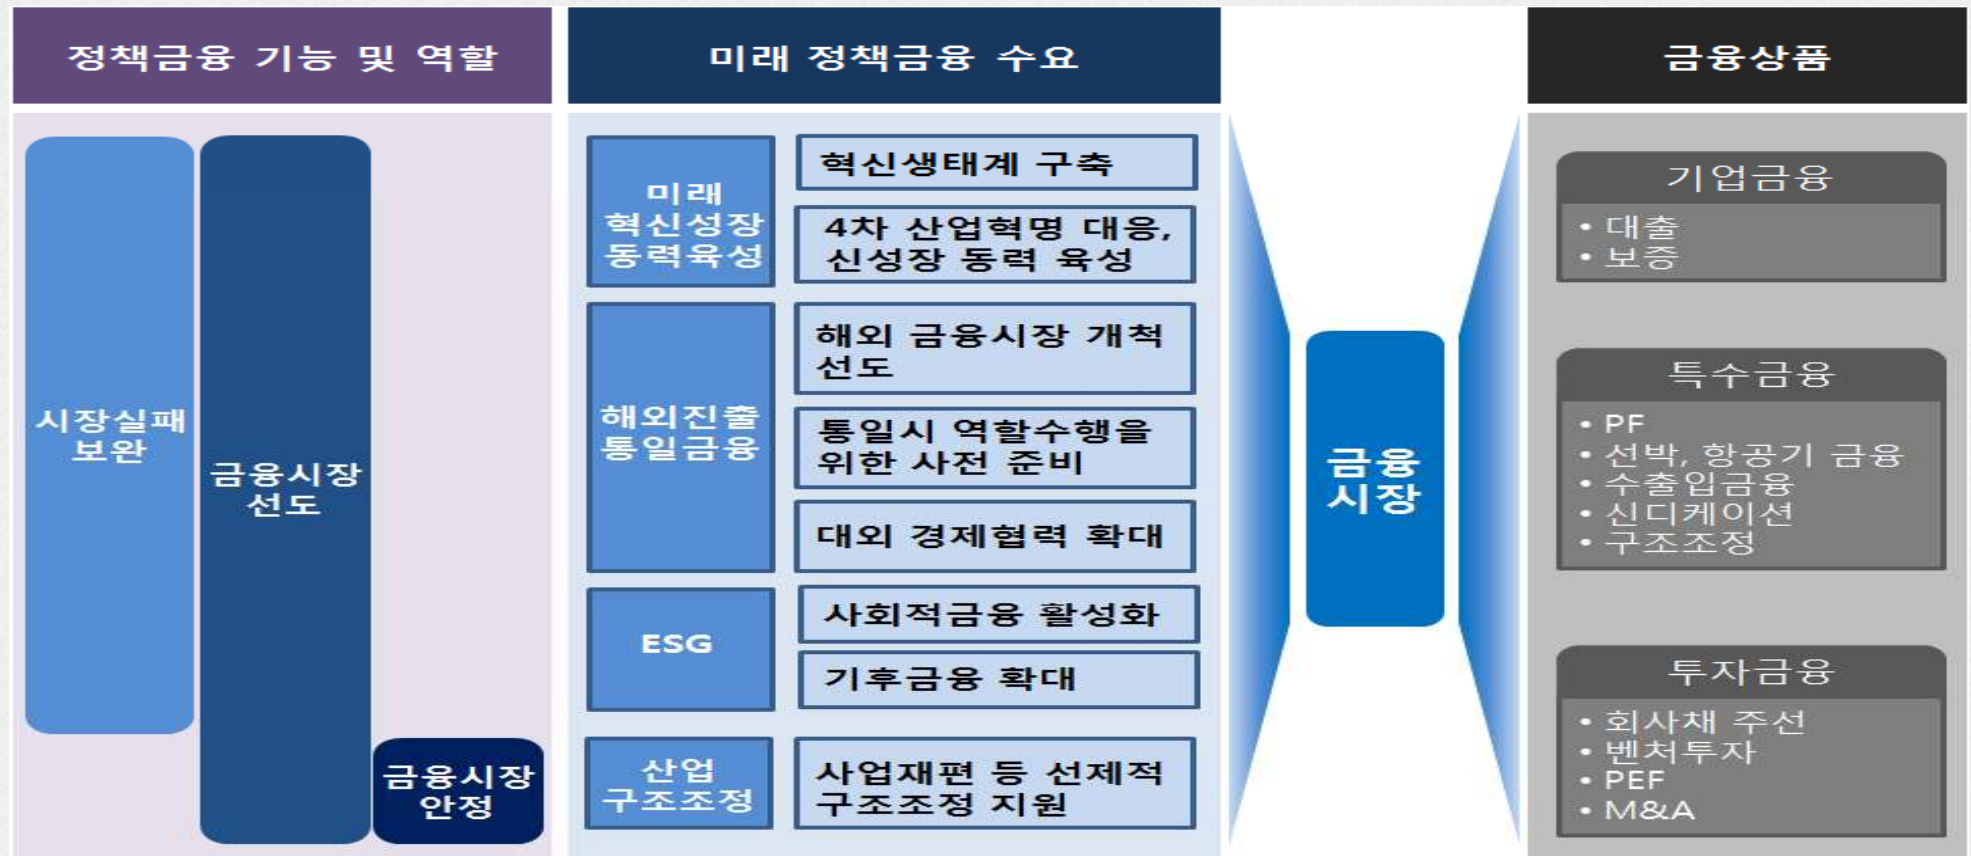 정책금융 기능 및 역할
미래 정책금융 수요
금융상품
시장실패
보완
금융시장
선도
금융시장
안정
미래
혁신성장
동력육성
혁신생태계 구축
4차 산업혁명 대응,
신성장 동력 육성
해외진출
통일금융
해외 금융시장 개척
선도
통일시 역할수행을
위한 사전 준비
대외 경제협력 확대
ESG
사회적금융 활성화
기후금융 확대
산업
구조조정
사업재편 등 선제적
구조조정 지원
금융
시장
기업금융
• 대출
• 보증
특수금융
• PF
• 선박, 항공기 금융
• 수출입금융
• 신디케이션
• 구조조정
투자금융
• 회사채 주선
• 벤처투자
• PEF
• M&A